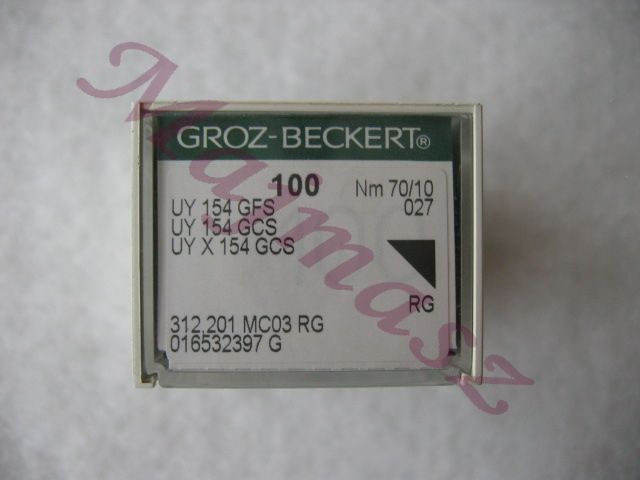 GROZ-BECKERT®
100 Nm 70/10
UY 154 GFS 027
UY 154 GCS
UY X 154 GCS
RG
312.201 MC03 RG
016532397 G
Majmasz